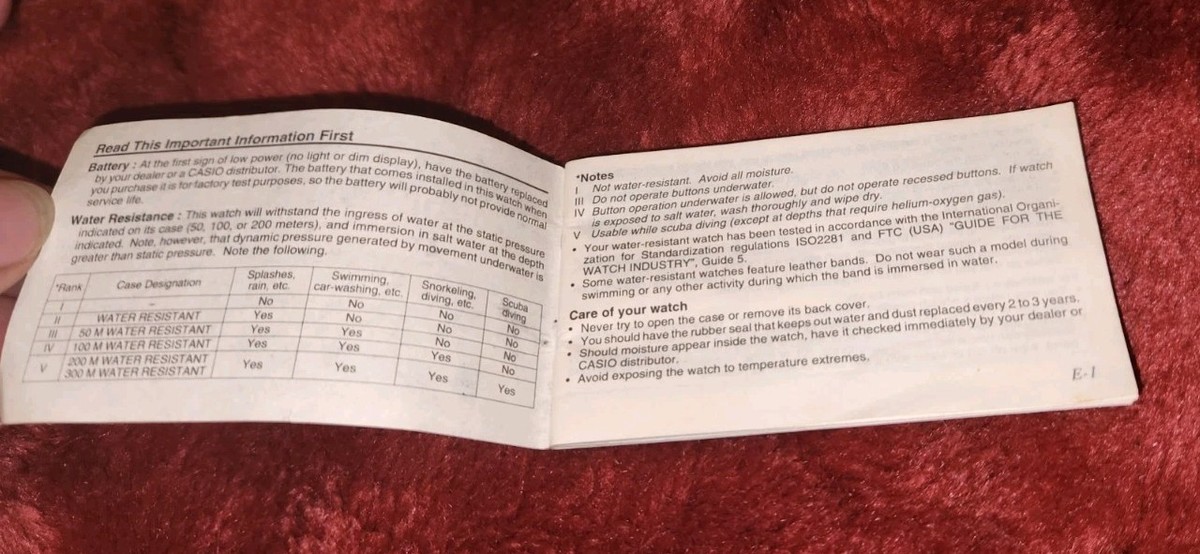 Read This Important Information First
Battery : At the first sign of low power (no light or dim display), have the battery replaced
by your dealer or a CASIO distributor. The battery that comes installed in this watch when
you purchase it is for factory test purposes, so the battery will probably not provide normal
service life.
Water Resistance : This watch will withstand the ingress of water at the static pressure
indicated on its case (50, 100, or 200 meters), and immersion in salt water at the depth
indicated. Note, however, that dynamic pressure generated by movement underwater is
greater than static pressure. Note the following.
*Rank Case Designation Splashes, rain, etc. Swimming, car-washing, etc. Snorkeling, diving, etc. Scuba diving
I – No No No No
II WATER RESISTANT Yes No No No
III 50 M WATER RESISTANT Yes Yes No No
IV 100 M WATER RESISTANT Yes Yes Yes No
V 200 M WATER RESISTANT 300 M WATER RESISTANT Yes Yes Yes Yes
*Notes
I Not water-resistant. Avoid all moisture.
III Do not operate buttons underwater.
IV Button operation underwater is allowed, but do not operate recessed buttons. If watch
is exposed to salt water, wash thoroughly and wipe dry.
V Usable while scuba diving (except at depths that require helium-oxygen gas).
• Your water-resistant watch has been tested in accordance with the International Organi-
zation for Standardization regulations ISO2281 and FTC (USA) "GUIDE FOR THE
WATCH INDUSTRY", Guide 5.
• Some water-resistant watches feature leather bands. Do not wear such a model during
swimming or any other activity during which the band is immersed in water.
Care of your watch
• Never try to open the case or remove its back cover.
• You should have the rubber seal that keeps out water and dust replaced every 2 to 3 years.
• Should moisture appear inside the watch, have it checked immediately by your dealer or
CASIO distributor.
• Avoid exposing the watch to temperature extremes.
E-1